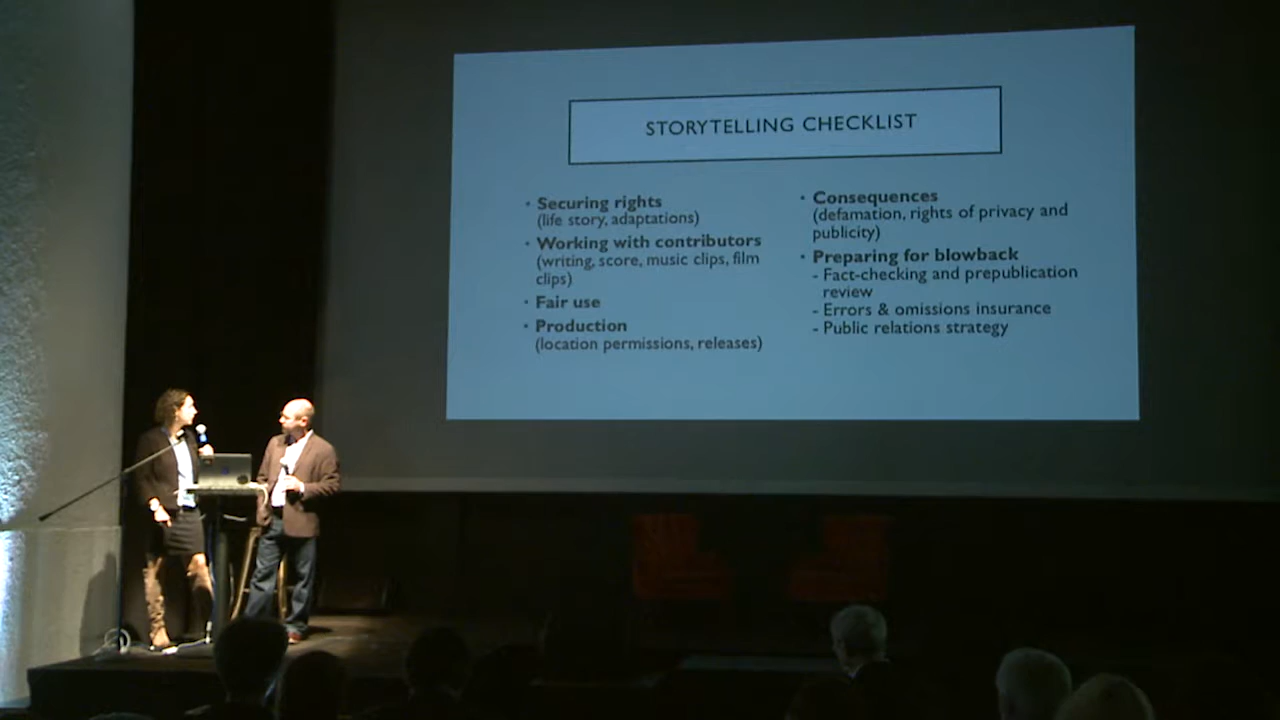 STORYTELLING CHECKLIST
• Securing rights
(life story, adaptations)
• Working with contributors
(writing, score, music clips, film
clips)
• Fair use
• Production
(location permissions, releases)
• Consequences
(defamation, rights of privacy and
publicity)
• Preparing for blowback
- Fact-checking and prepublication
review
- Errors & omissions insurance
- Public relations strategy